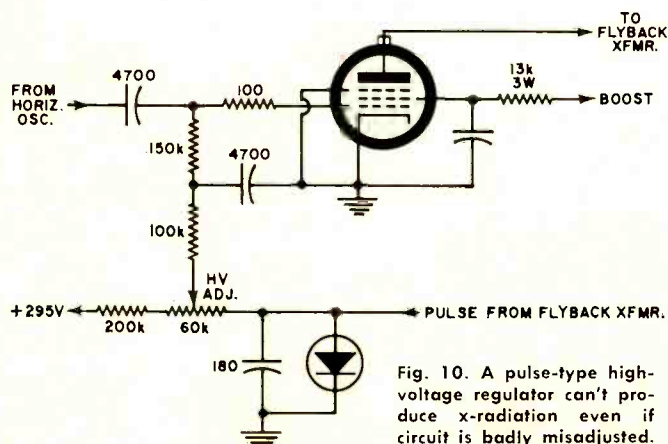 TO
FLYBACK
XFMR.
4700
FROM
HORIZ.
OSC.
100
13k
3W
BOOST
150k
4700
100k
HV
ADJ.
+295V
200k
60k
PULSE FROM FLYBACK XFMR.
180
Fig. 10. A pulse-type high-
voltage regulator can't pro-
duce x-radiation even if
circuit is badly misadjusted.